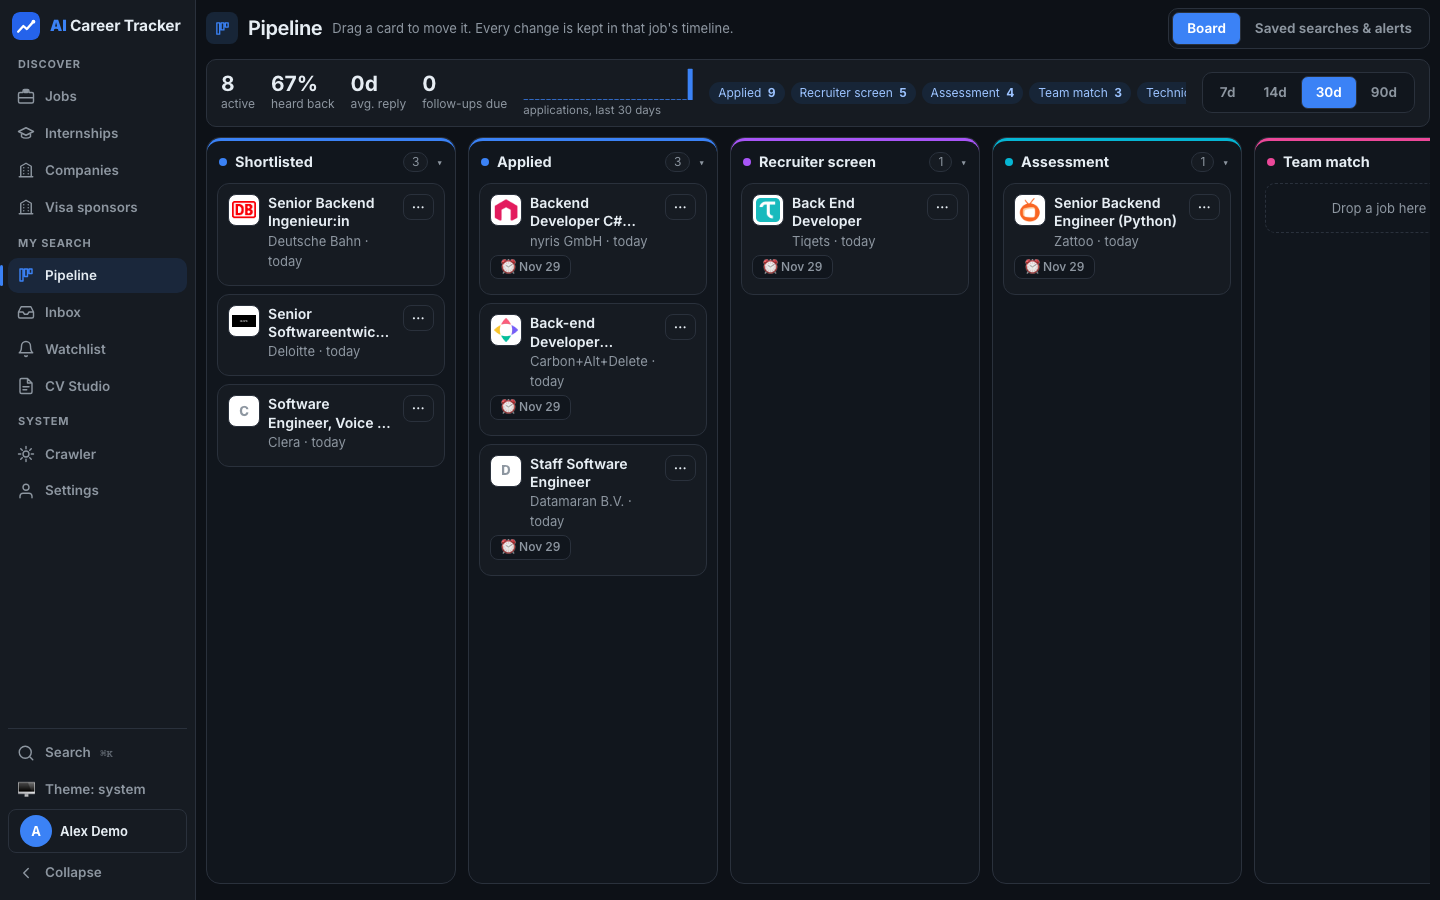 AI Career Tracker
DISCOVER
Jobs
Internships
Companies
Visa sponsors
MY SEARCH
Pipeline
Inbox
Watchlist
CV Studio
SYSTEM
Crawler
Settings
Search ⌘K
Theme: system
A Alex Demo
Collapse
Pipeline Drag a card to move it. Every change is kept in that job's timeline.
Board Saved searches & alerts
8 67% 0d 0
active heard back avg. reply follow-ups due
applications, last 30 days
Applied 9 Recruiter screen 5 Assessment 4 Team match 3 Technic
7d 14d 30d 90d
Shortlisted 3
DB
Senior Backend
Ingenieur:in
Deutsche Bahn ·
today
Senior
Softwareentwic...
Deloitte · today
C
Software
Engineer, Voice ...
Clera · today
Applied 3
Backend
Developer C#...
nyris GmbH · today
Nov 29
Back-end
Developer...
Carbon+Alt+Delete ·
today
Nov 29
D
Staff Software
Engineer
Datamaran B.V. ·
today
Nov 29
Recruiter screen 1
Back End
Developer
Tiqets · today
Nov 29
Assessment 1
Senior Backend
Engineer (Python)
Zattoo · today
Nov 29
Team match
Drop a job here